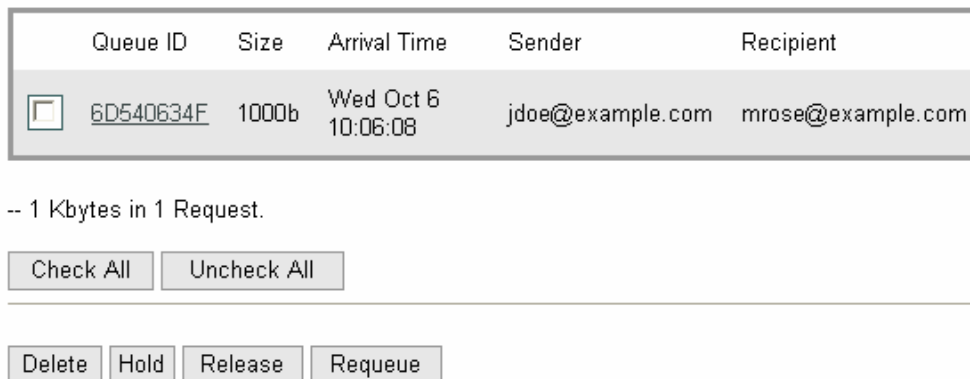 Queue ID Size Arrival Time Sender Recipient
6D540634F 1000b Wed Oct 6 10:06:08 jdoe@example.com mrose@example.com
-- 1 Kbytes in 1 Request.
Check All Uncheck All
Delete Hold Release Requeue